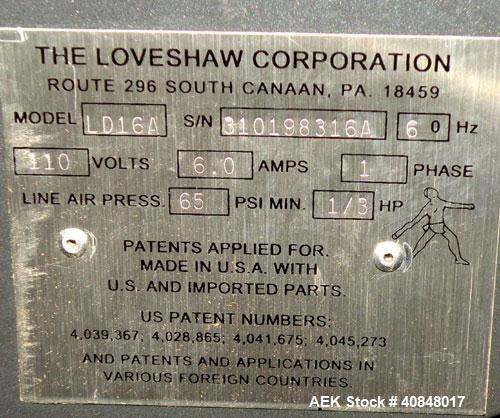 THE LOVESHAW CORPORATION
ROUTE 296 SOUTH CANAAN, PA. 18459
MODEL LD16A S/N 310198316A 60 Hz
110 VOLTS 6.0 AMPS 1 PHASE
LINE AIR PRESS. 65 PSI MIN. 1/3 HP
PATENTS APPLIED FOR.
MADE IN U.S.A. WITH
U.S. AND IMPORTED PARTS.
US PATENT NUMBERS:
4,039,367; 4,028,865; 4,041,675; 4,045,273
AND PATENTS AND APPLICATIONS IN
VARIOUS FOREIGN COUNTRIES.
AEK Stock # 40848017